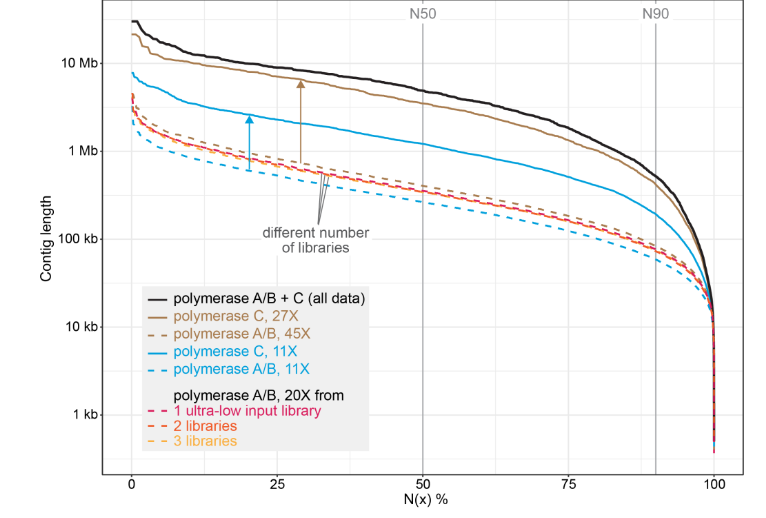 N50 N90
10 Mb
1 Mb
100 kb
10 kb
1 kb
Contig length
different number
of libraries
polymerase A/B + C (all data)
polymerase C, 27X
polymerase A/B, 45X
polymerase C, 11X
polymerase A/B, 11X
polymerase A/B, 20X from
1 ultra-low input library
2 libraries
3 libraries
0 25 50 75 100
N(x) %